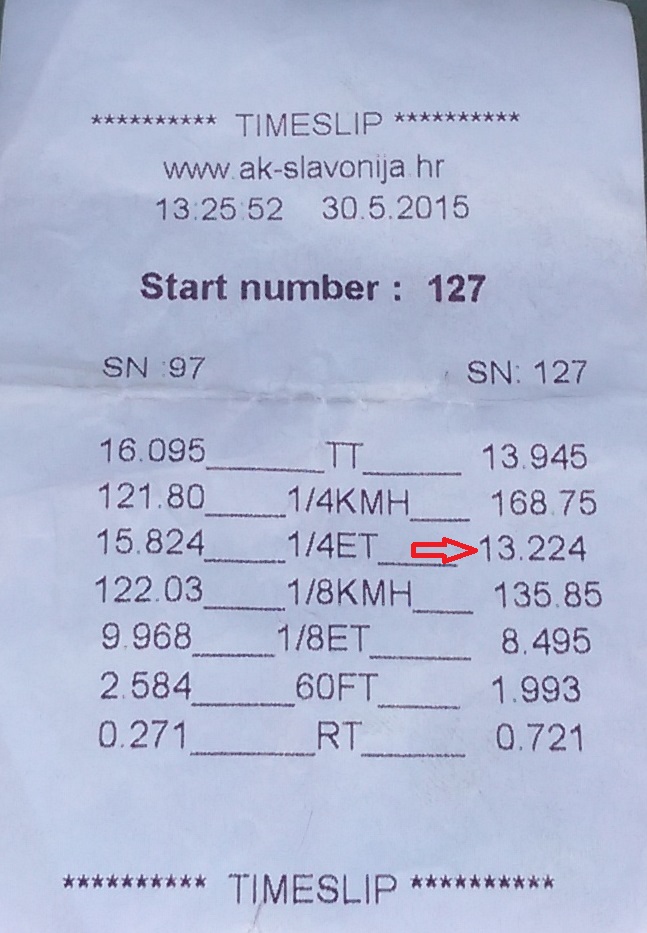 ********** TIMESLIP **********
www.ak-slavonija.hr
13:25:52 30.5.2015
Start number : 127
SN :97 SN: 127
16.095______TT_____ 13.945
121.80____1/4KMH___ 168.75
15.824____1/4ET____ 13.224
122.03____1/8KMH___ 135.85
9.968____1/8ET_____ 8.495
2.584_____60FT____ 1.993
0.271______RT_____ 0.721
********** TIMESLIP **********